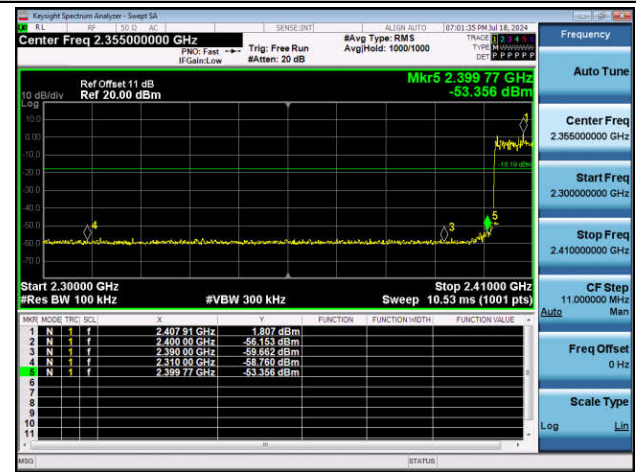 Keysight Spectrum Analyzer - Swept SA
RL RF 50 Ω AC SENSE:INT ALIGN AUTO 07:01:35 PM Jul 18, 2024
Center Freq 2.355000000 GHz
PNO: Fast
IFGain:Low
Trig: Free Run
#Atten: 20 dB
#Avg Type: RMS
Avg|Hold: 1000/1000
TRACE 1 2 3 4 5 6
TYPE M WWWWW
DET P P P P P P
Frequency
Ref Offset 11 dB
10 dB/div Ref 20.00 dBm
Log
Mkr5 2.399 77 GHz
-53.356 dBm
10.0
0.00
-10.0
-20.0
-30.0
-40.0
-50.0
-60.0
-70.0
1
-18.19 dBm
4
3
5
Start 2.30000 GHz
Stop 2.41000 GHz
#Res BW 100 kHz #VBW 300 kHz Sweep 10.53 ms (1001 pts)
MKR MODE TRC SCL X Y FUNCTION FUNCTION WIDTH FUNCTION VALUE
1 N 1 f 2.407 91 GHz 1.807 dBm
2 N 1 f 2.400 00 GHz -56.153 dBm
3 N 1 f 2.390 00 GHz -59.662 dBm
4 N 1 f 2.310 00 GHz -58.760 dBm
5 N 1 f 2.399 77 GHz -53.356 dBm
6
7
8
9
10
11
MSG STATUS
Auto Tune
Center Freq
2.355000000 GHz
Start Freq
2.300000000 GHz
Stop Freq
2.410000000 GHz
CF Step
11.000000 MHz
Auto Man
Freq Offset
0 Hz
Scale Type
Log Lin